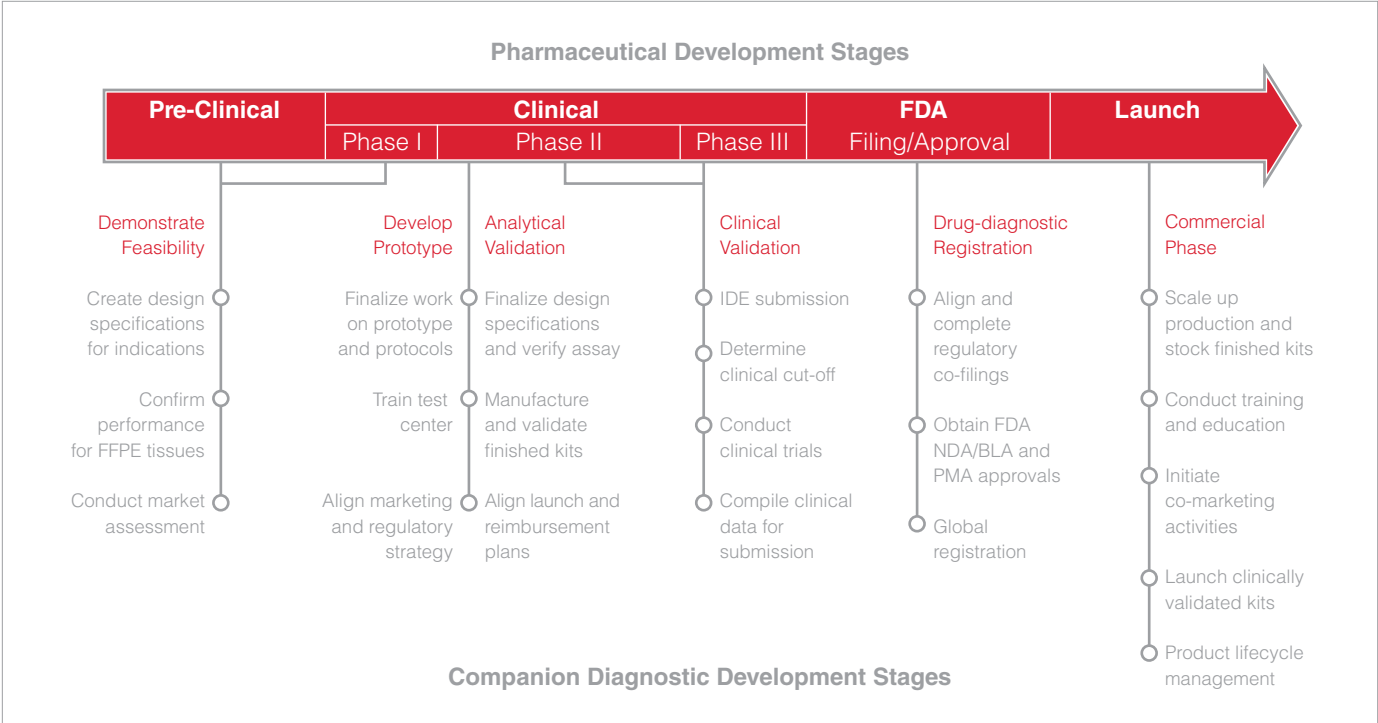 Pharmaceutical Development Stages
Pre-Clinical
Clinical
Phase I
Phase II
Phase III
FDA
Filing/Approval
Launch
Demonstrate
Feasibility
Create design
specifications
for indications
Confirm
performance
for FFPE tissues
Conduct market
assessment
Develop
Prototype
Finalize work
on prototype
and protocols
Train test
center
Align marketing
and regulatory
strategy
Analytical
Validation
Finalize design
specifications
and verify assay
Manufacture
and validate
finished kits
Align launch and
reimbursement
plans
Clinical
Validation
IDE submission
Determine
clinical cut-off
Conduct
clinical trials
Compile clinical
data for
submission
Drug-diagnostic
Registration
Align and
complete
regulatory
co-filings
Obtain FDA
NDA/BLA and
PMA approvals
Global
registration
Commercial
Phase
Scale up
production and
stock finished kits
Conduct training
and education
Initiate
co-marketing
activities
Launch clinically
validated kits
Product lifecycle
management
Companion Diagnostic Development Stages